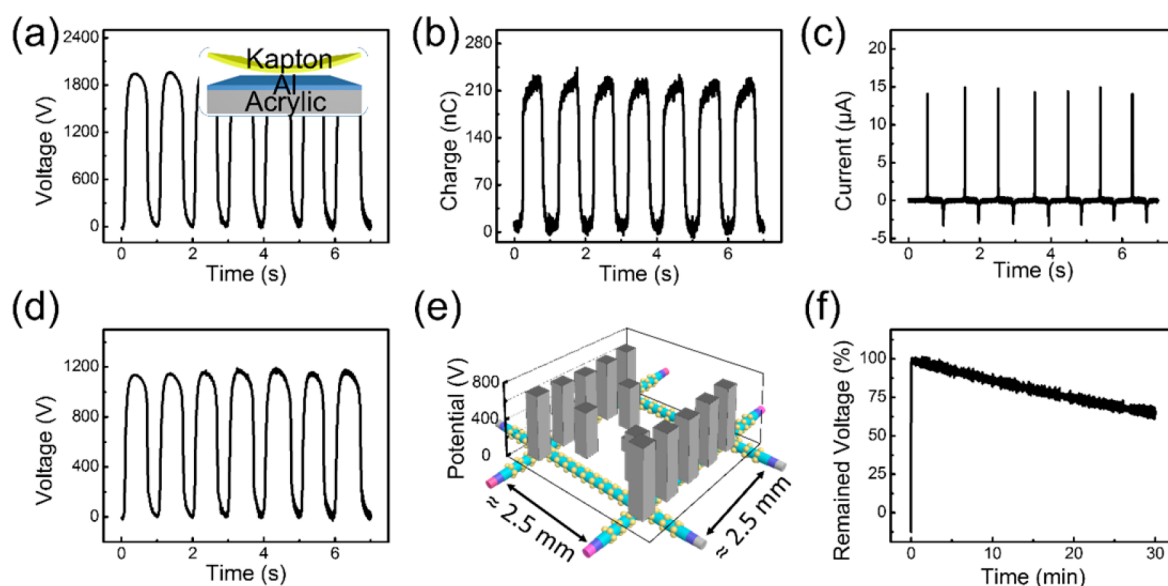 (a)
Voltage (V)
2400
1800
1200
600
0
Kapton
Al
Acrylic
0 2 4 6
Time (s)
(b)
Charge (nC)
280
210
140
70
0
0 2 4 6
Time (s)
(c)
Current (μA)
20
15
10
5
0
-5
0 2 4 6
Time (s)
(d)
Voltage (V)
1200
800
400
0
0 2 4 6
Time (s)
(e)
Potential (V)
800
400
0
≈ 2.5 mm
≈ 2.5 mm
(f)
Remained Voltage (%)
100
75
50
25
0
0 10 20 30
Time (min)